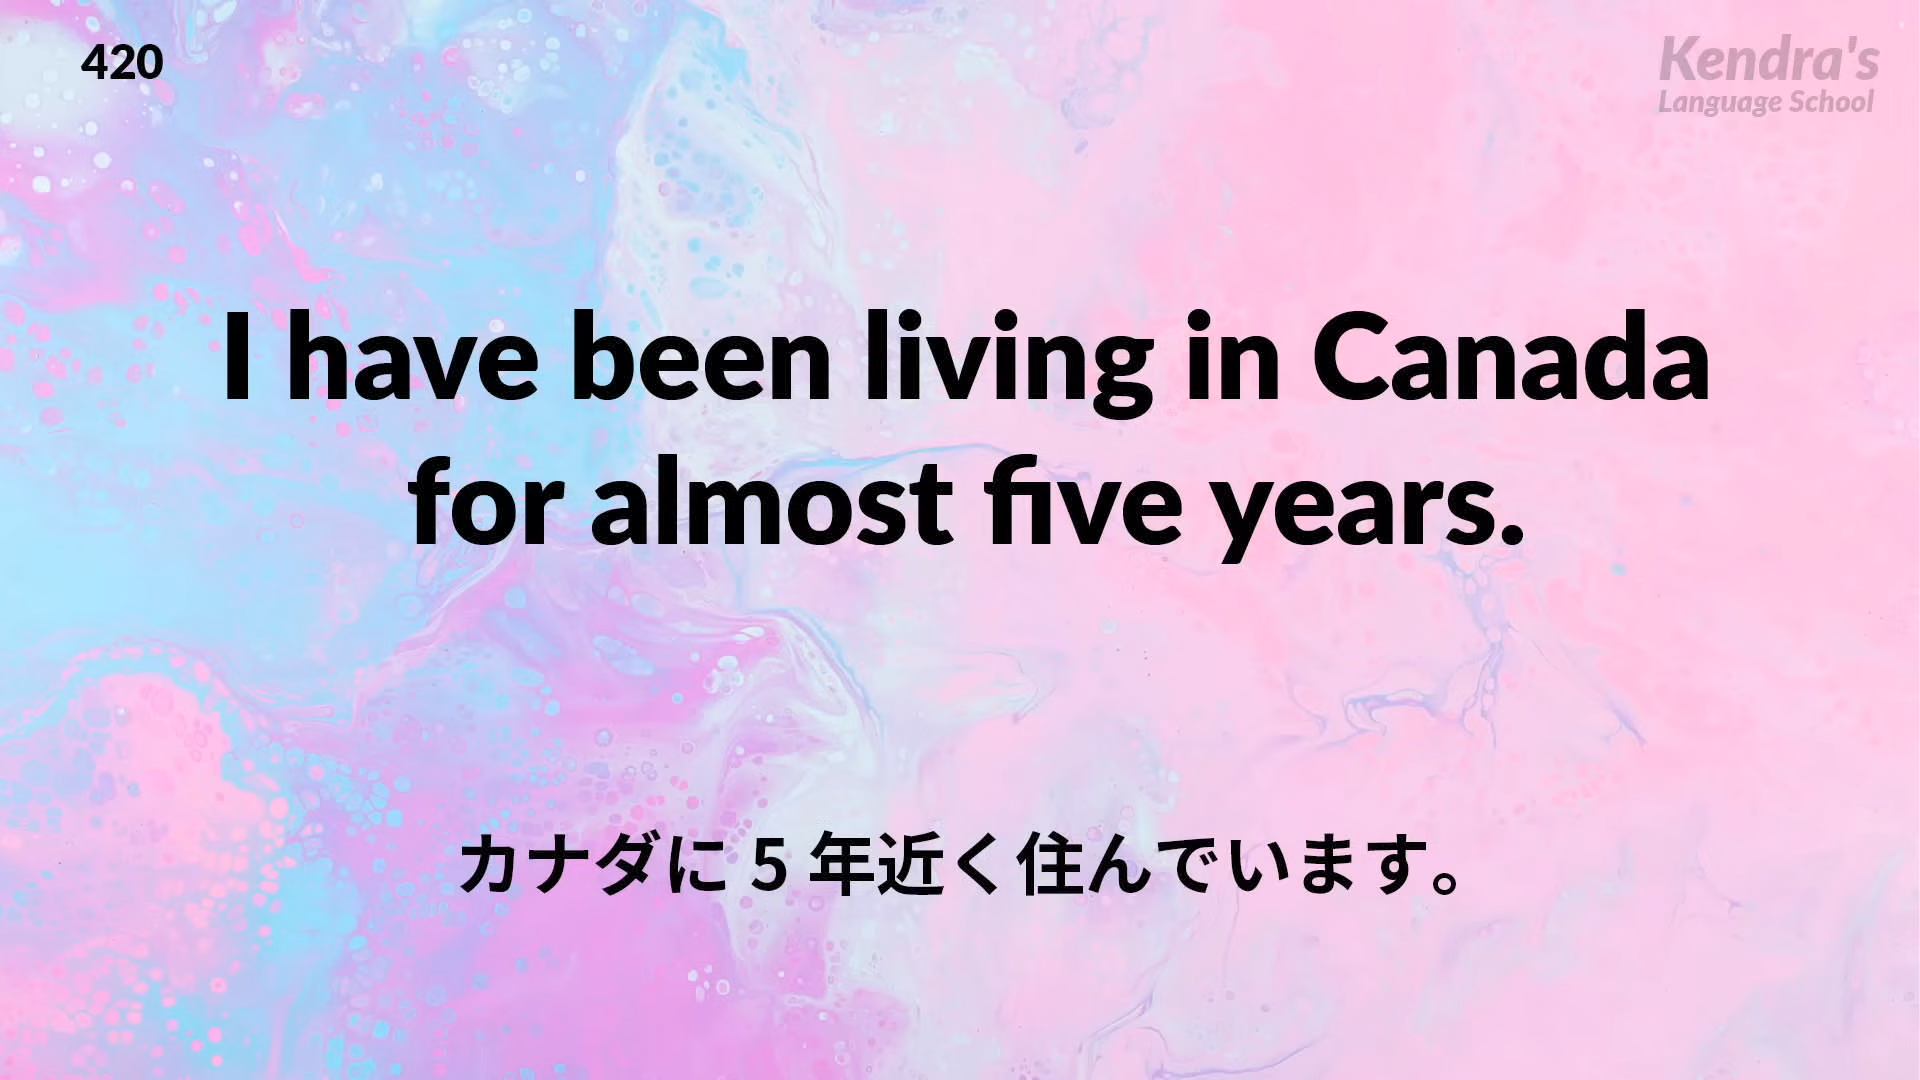 420
Kendra's
Language School
I have been living in Canada
for almost five years.
カナダに 5 年近く住んでいます。